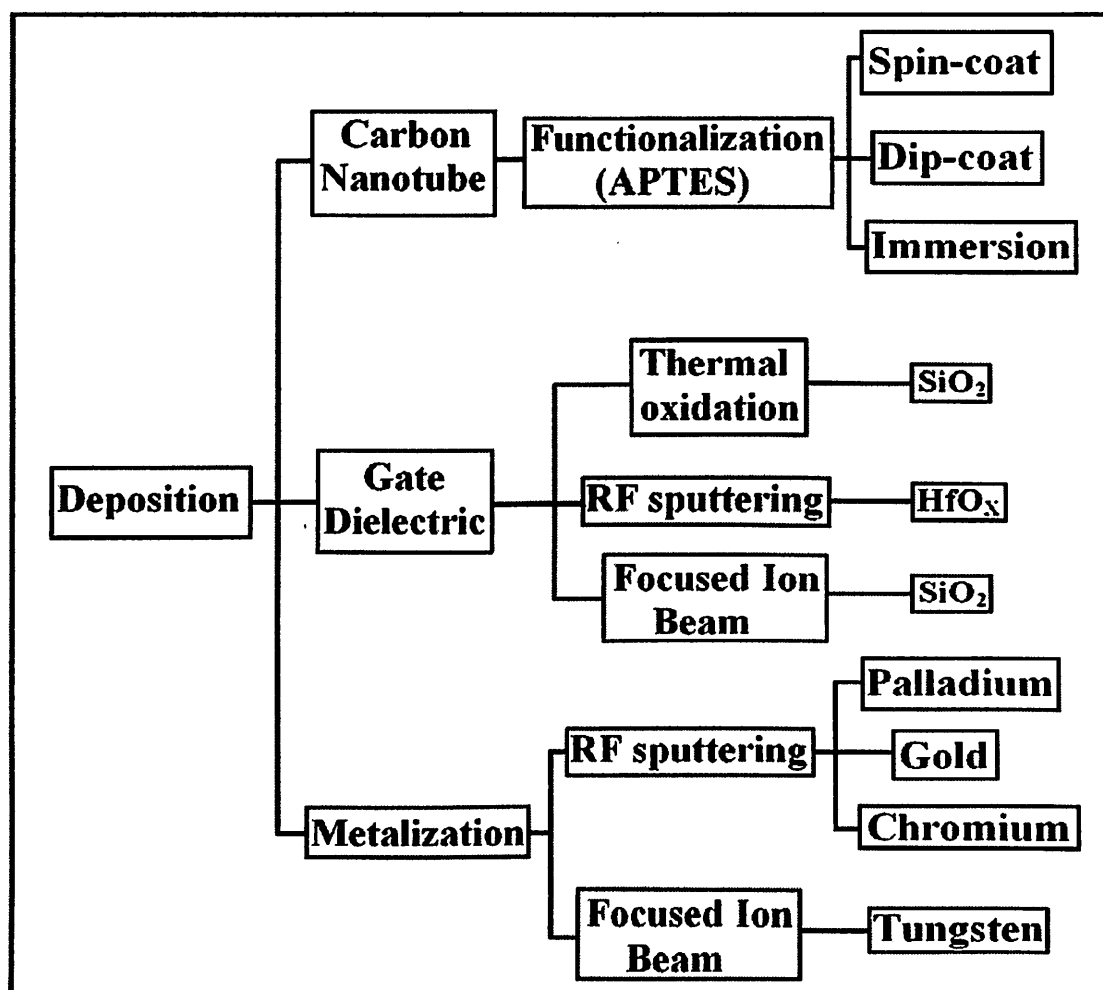 Spin-coat
Carbon
Nanotube
Functionalization
(APTES)
Dip-coat
Immersion
Thermal
oxidation
SiO₂
Deposition
Gate
Dielectric
RF sputtering
HfOₓ
Focused Ion
Beam
SiO₂
Palladium
RF sputtering
Gold
Metalization
Chromium
Focused Ion
Beam
Tungsten